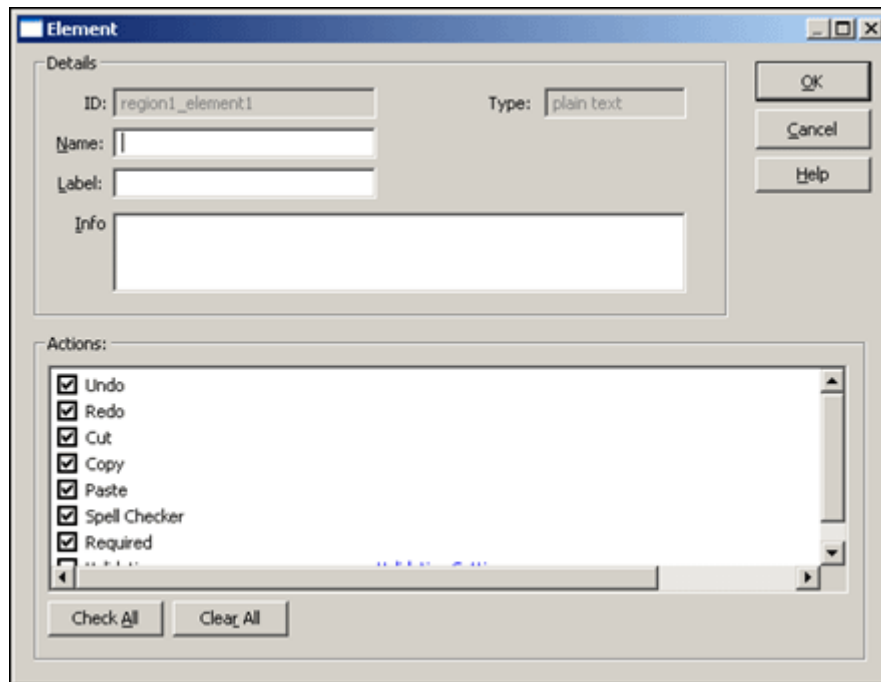 Element
Details
ID: region1_element1 Type: plain text
Name:
Label:
Info
OK
Cancel
Help
Actions:
Undo
Redo
Cut
Copy
Paste
Spell Checker
Required
Check All Clear All